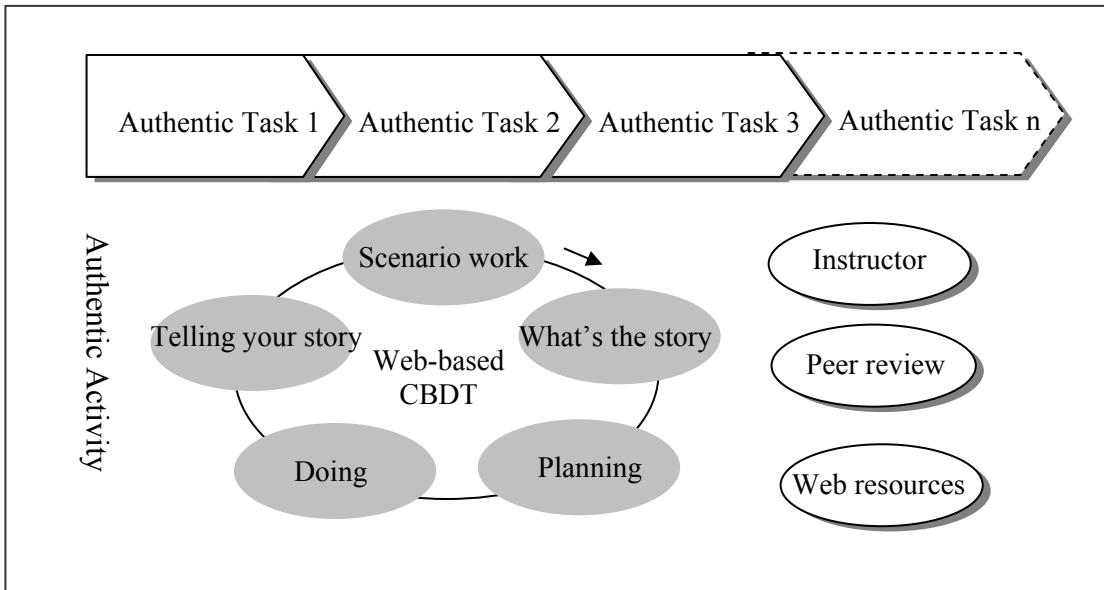 Authentic Task 1
Authentic Task 2
Authentic Task 3
Authentic Task n
Authentic Activity
Scenario work
What’s the story
Planning
Doing
Telling your story
Web-based
CBDT
Instructor
Peer review
Web resources